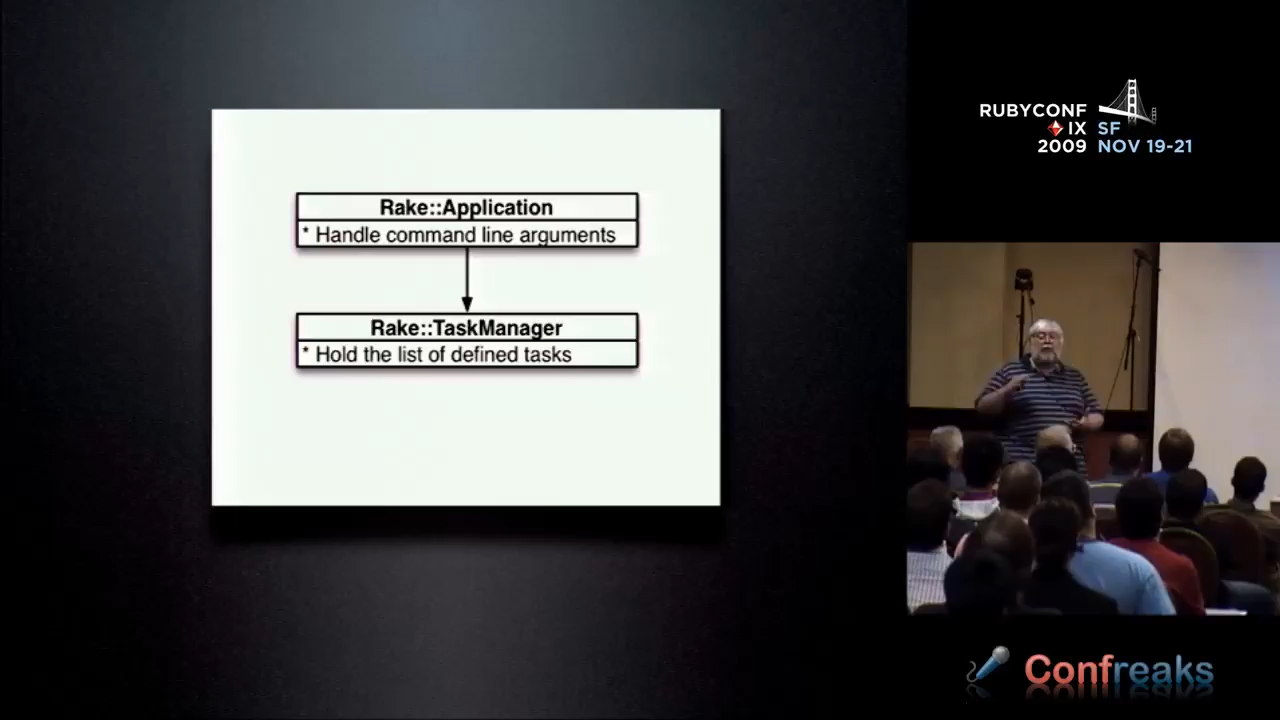 Rake::Application
* Handle command line arguments
Rake::TaskManager
* Hold the list of defined tasks
RUBYCONF
IX SF
2009 NOV 19-21
Confreaks